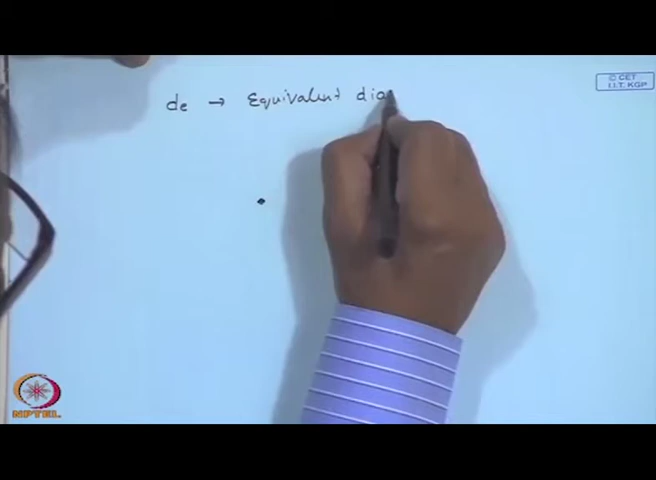 © CET
I.I.T. KGP
de → Equivalent dia
NPTEL